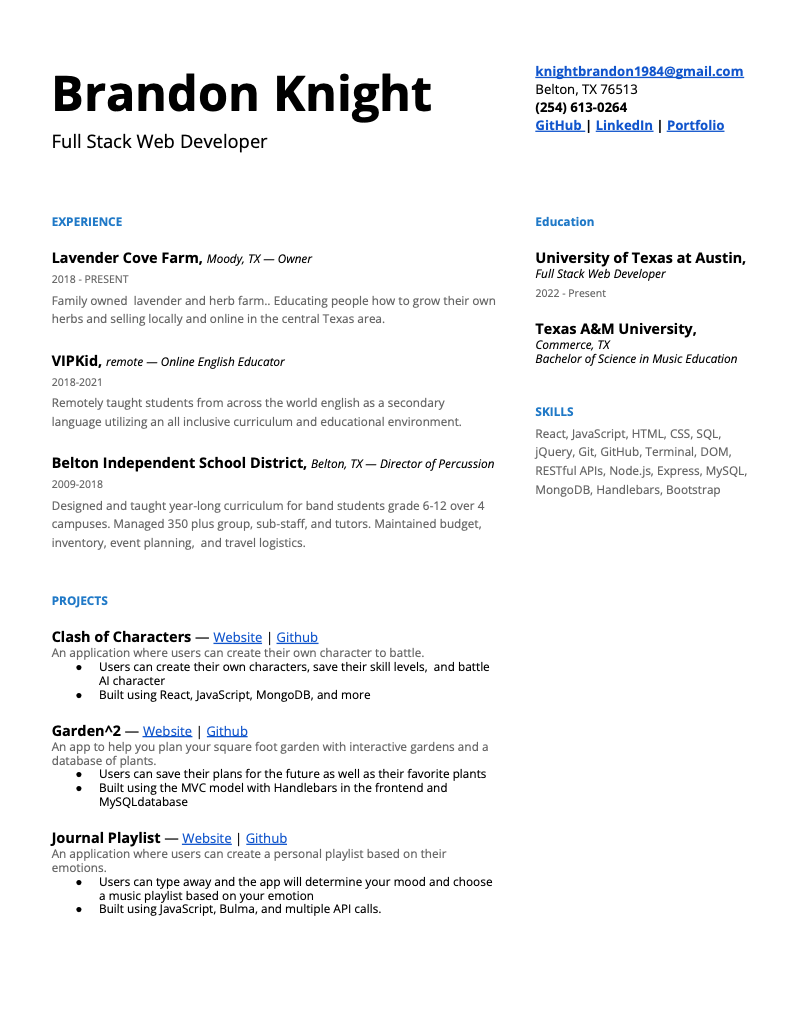 Brandon Knight
Full Stack Web Developer
knightbrandon1984@gmail.com
Belton, TX 76513
(254) 613-0264
GitHub | LinkedIn | Portfolio
EXPERIENCE
Lavender Cove Farm, Moody, TX — Owner
2018 - PRESENT
Family owned  lavender and herb farm.. Educating people how to grow their own
herbs and selling locally and online in the central Texas area.
VIPKid, remote — Online English Educator
2018-2021
Remotely taught students from across the world english as a secondary
language utilizing an all inclusive curriculum and educational environment.
Belton Independent School District, Belton, TX — Director of Percussion
2009-2018
Designed and taught year-long curriculum for band students grade 6-12 over 4
campuses. Managed 350 plus group, sub-staff, and tutors. Maintained budget,
inventory, event planning,  and travel logistics.
PROJECTS
Clash of Characters — Website | Github
An application where users can create their own character to battle.
● Users can create their own characters, save their skill levels,  and battle
AI character
● Built using React, JavaScript, MongoDB, and more
Garden^2 — Website | Github
An app to help you plan your square foot garden with interactive gardens and a
database of plants.
● Users can save their plans for the future as well as their favorite plants
● Built using the MVC model with Handlebars in the frontend and
MySQLdatabase
Journal Playlist — Website | Github
An application where users can create a personal playlist based on their
emotions.
● Users can type away and the app will determine your mood and choose
a music playlist based on your emotion
● Built using JavaScript, Bulma, and multiple API calls.
Education
University of Texas at Austin,
Full Stack Web Developer
2022 - Present
Texas A&M University,
Commerce, TX
Bachelor of Science in Music Education
SKILLS
React, JavaScript, HTML, CSS, SQL,
jQuery, Git, GitHub, Terminal, DOM,
RESTful APIs, Node.js, Express, MySQL,
MongoDB, Handlebars, Bootstrap